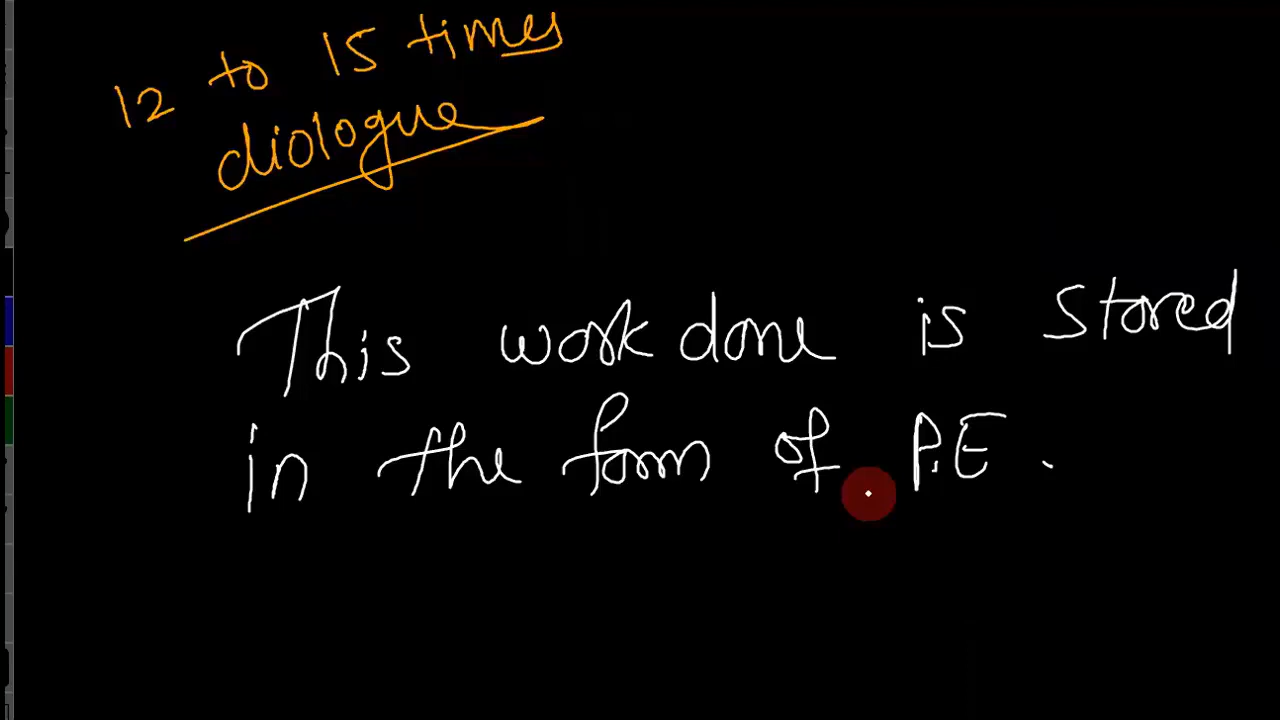 12 to 15 times
diologue
This work done is stored
in the form of P.E.